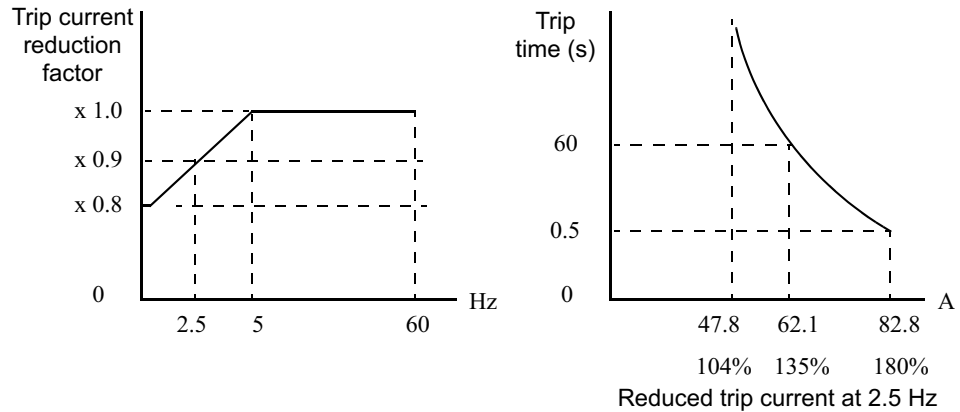 Trip current
reduction
factor
x 1.0
x 0.9
x 0.8
0
2.5
5
60
Hz
Trip
time (s)
60
0.5
0
A
47.8
62.1
82.8
104%
135%
180%
Reduced trip current at 2.5 Hz